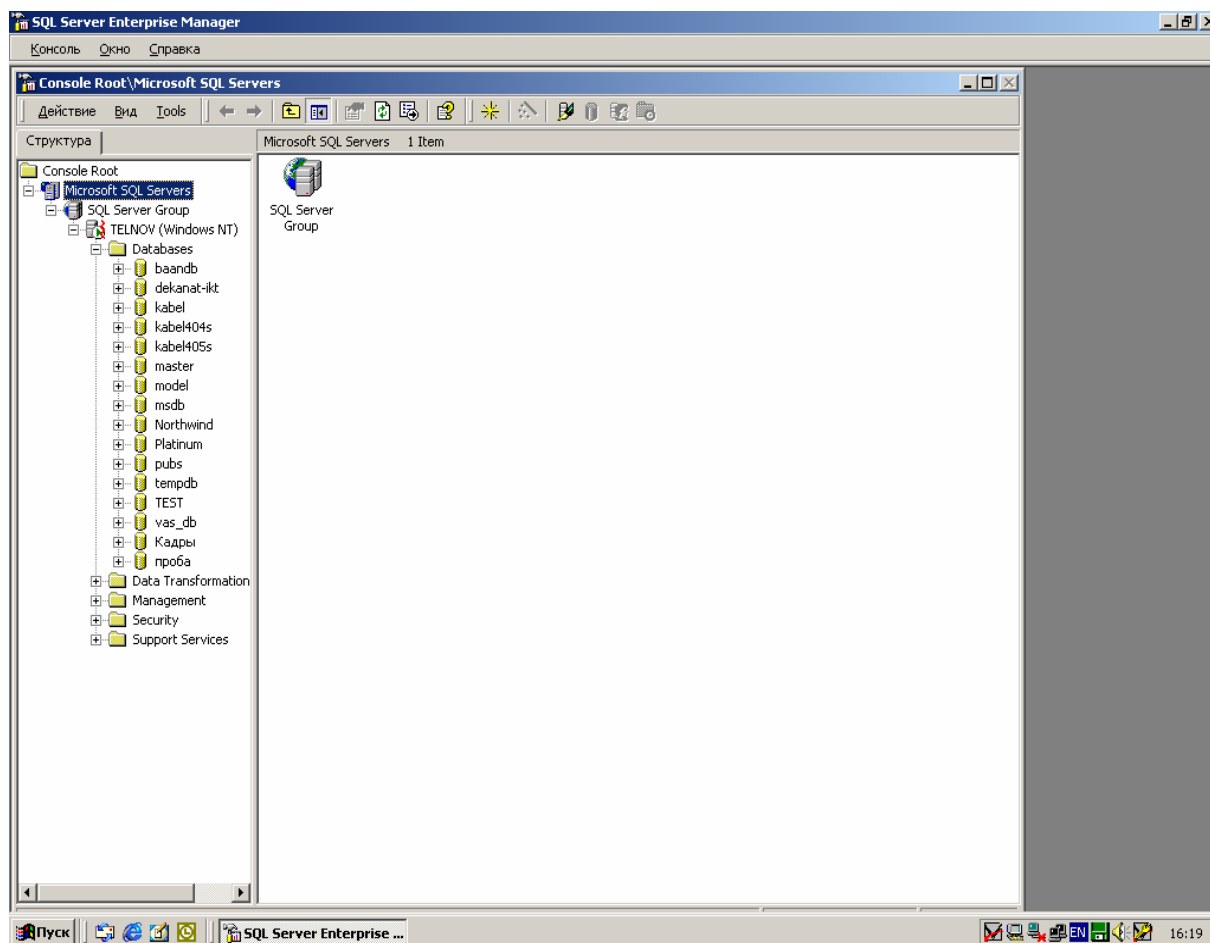 SQL Server Enterprise Manager
Консоль Окно Справка
Console Root\Microsoft SQL Servers
Действие Вид Tools
Структура
Microsoft SQL Servers 1 Item
Console Root
Microsoft SQL Servers
SQL Server Group
TELNOV (Windows NT)
Databases
baandb
dekanat-ikt
kabel
kabel404s
kabel405s
master
model
msdb
Northwind
Platinum
pubs
tempdb
TEST
vas_db
Кадры
проба
Data Transformation
Management
Security
Support Services
SQL Server
Group
Пуск
SQL Server Enterprise ...
EN
16:19